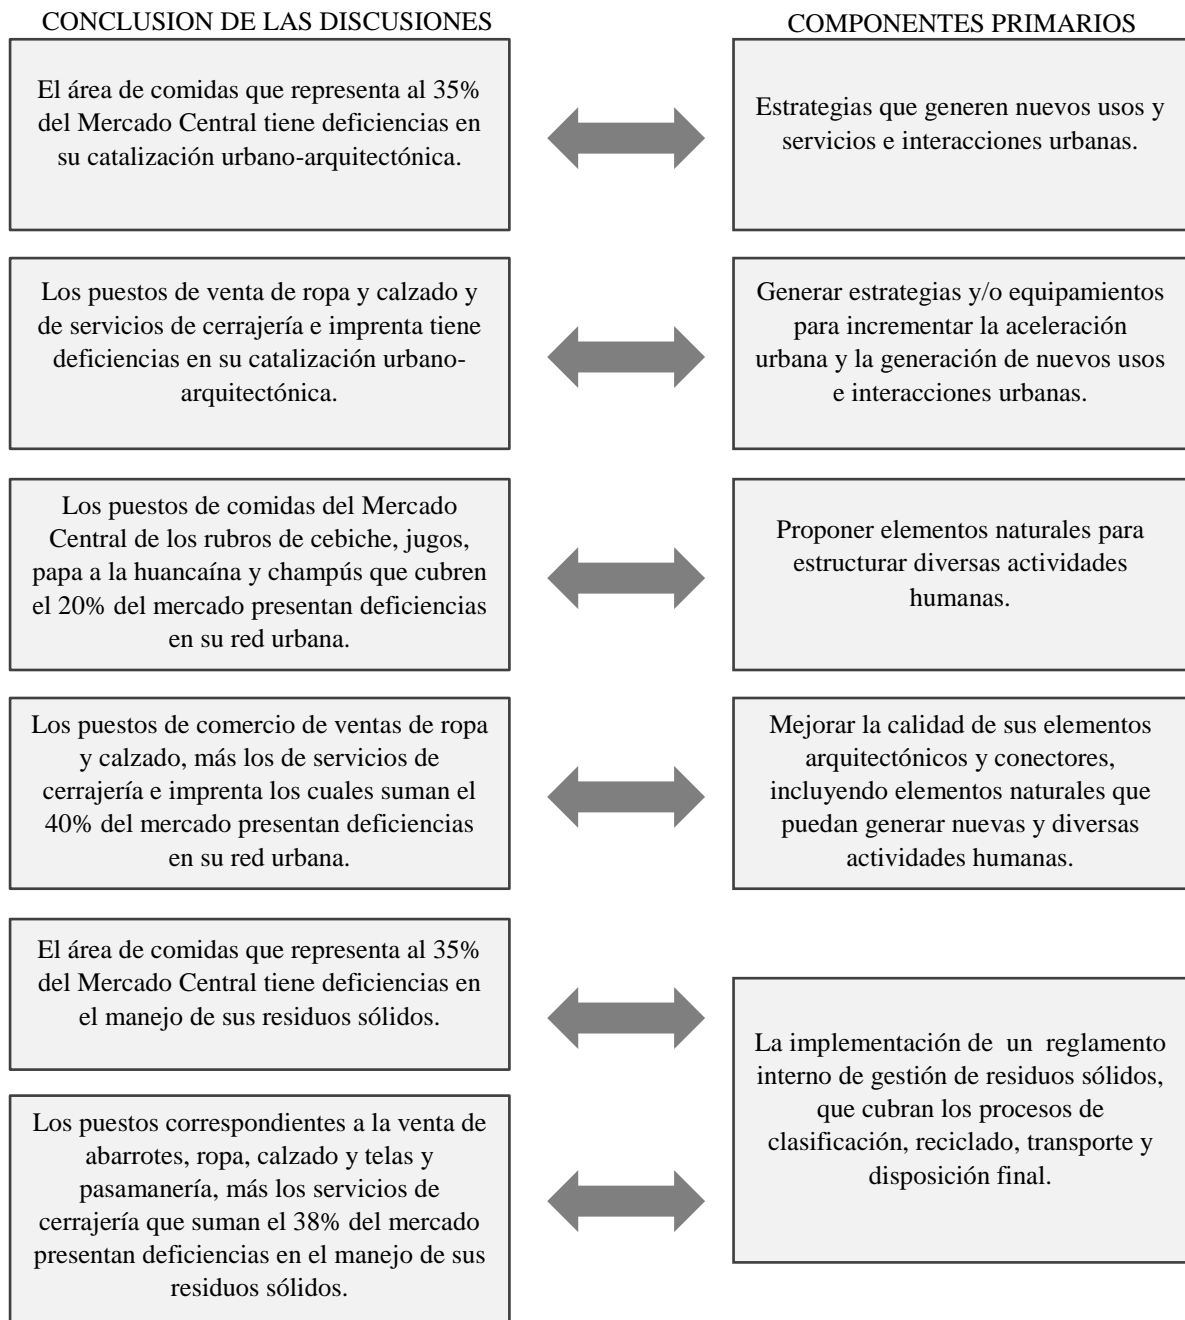 CONCLUSION DE LAS DISCUSIONES
COMPONENTES PRIMARIOS
El área de comidas que representa al 35%
del Mercado Central tiene deficiencias en
su catalización urbano-arquitectónica.
Estrategias que generen nuevos usos y
servicios e interacciones urbanas.
Los puestos de venta de ropa y calzado y
de servicios de cerrajería e imprenta tiene
deficiencias en su catalización urbano-
arquitectónica.
Generar estrategias y/o equipamientos
para incrementar la aceleración
urbana y la generación de nuevos usos
e interacciones urbanas.
Los puestos de comidas del Mercado
Central de los rubros de cebiche, jugos,
papa a la huancaína y champús que cubren
el 20% del mercado presentan deficiencias
en su red urbana.
Proponer elementos naturales para
estructurar diversas actividades
humanas.
Los puestos de comercio de ventas de ropa
y calzado, más los de servicios de
cerrajería e imprenta los cuales suman el
40% del mercado presentan deficiencias
en su red urbana.
Mejorar la calidad de sus elementos
arquitectónicos y conectores,
incluyendo elementos naturales que
puedan generar nuevas y diversas
actividades humanas.
El área de comidas que representa al 35%
del Mercado Central tiene deficiencias en
el manejo de sus residuos sólidos.
Los puestos correspondientes a la venta de
abarrotes, ropa, calzado y telas y
pasamanería, más los servicios de
cerrajería que suman el 38% del mercado
presentan deficiencias en el manejo de sus
residuos sólidos.
La implementación de un reglamento
interno de gestión de residuos sólidos,
que cubran los procesos de
clasificación, reciclado, transporte y
disposición final.